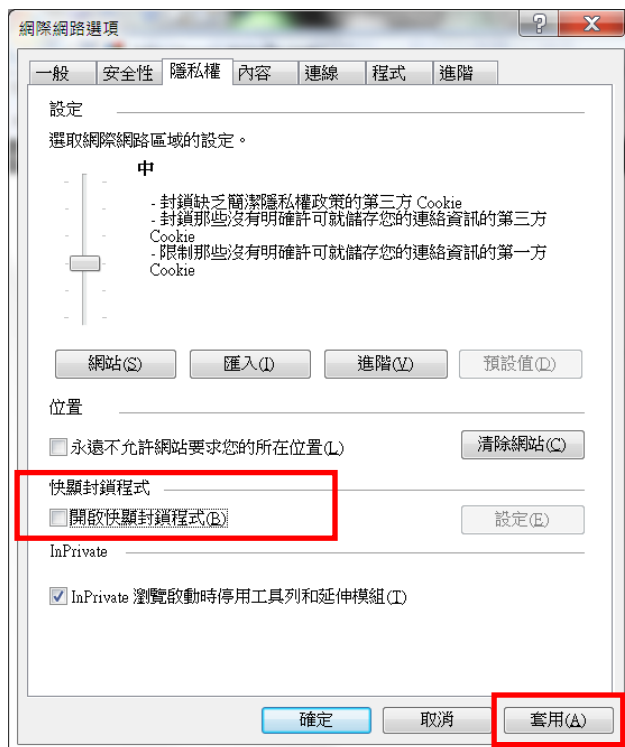 網際網路選項
一般 安全性 隱私權 內容 連線 程式 進階
設定
選取網際網路區域的設定。
中
- 封鎖缺乏簡潔隱私權政策的第三方 Cookie
- 封鎖那些沒有明確許可就儲存您的連絡資訊的第三方
Cookie
- 限制那些沒有明確許可就儲存您的連絡資訊的第一方
Cookie
網站(S) 匯入(I) 進階(V) 預設值(D)
位置
永遠不允許網站要求您的所在位置(L) 清除網站(C)
快顯封鎖程式
開啟快顯封鎖程式(B) 設定(E)
InPrivate
InPrivate 瀏覽啟動時停用工具列和延伸模組(T)
確定 取消 套用(A)